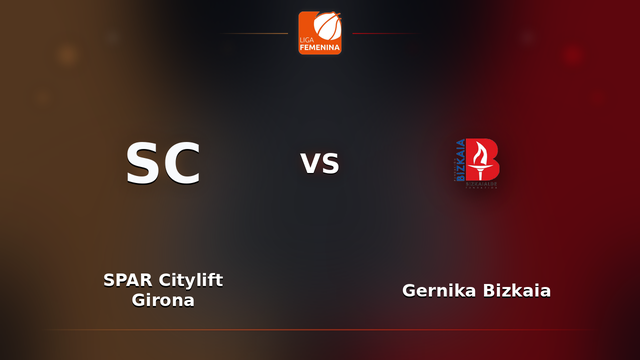 LIGA
FEMENINA
SC
VS
BIZKAIA
SPAR Citylift
Girona
Gernika Bizkaia